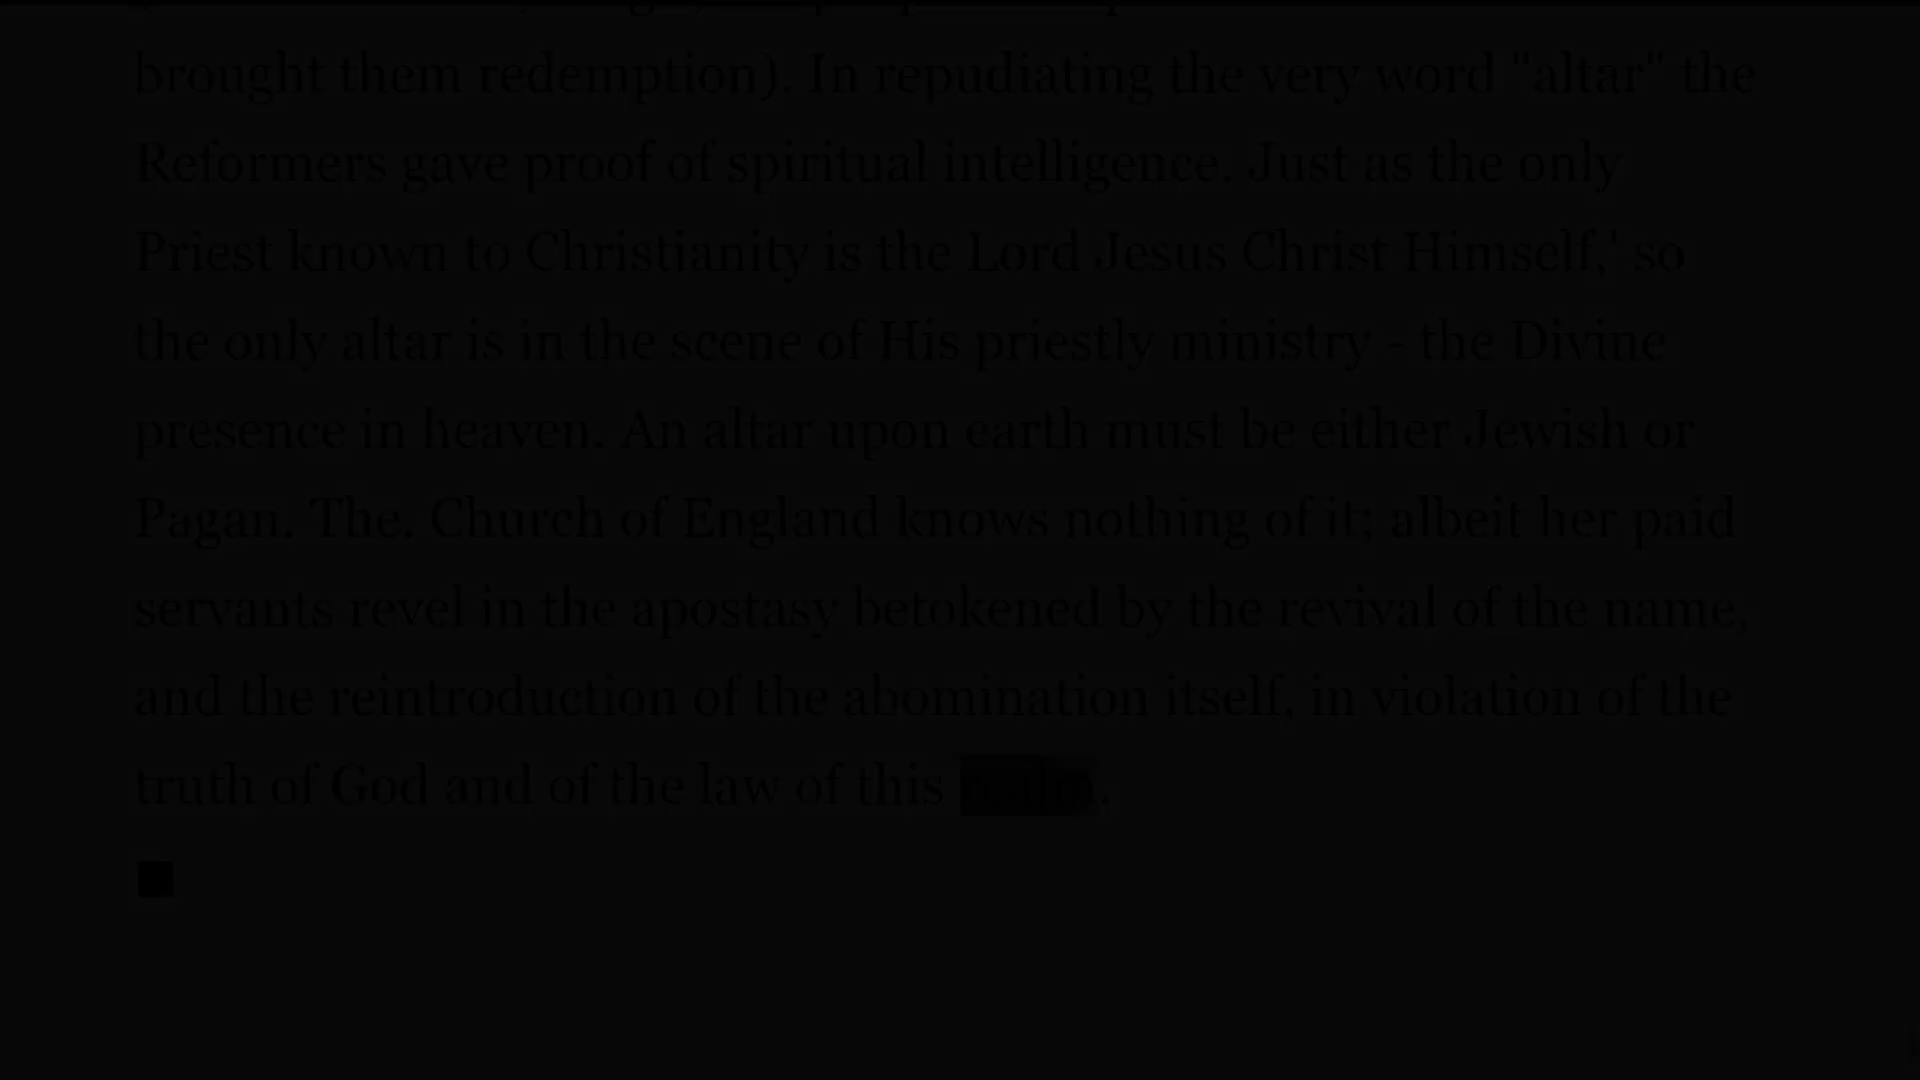 brought them redemption). In repudiating the very word "altar" the
Reformers gave proof of spiritual intelligence. Just as the only
Priest known to Christianity is the Lord Jesus Christ Himself,' so
the only altar is in the scene of His priestly ministry - the Divine
presence in heaven. An altar upon earth must be either Jewish or
Pagan. The. Church of England knows nothing of it; albeit her paid
servants revel in the apostasy betokened by the revival of the name,
and the reintroduction of the abomination itself, in violation of the
truth of God and of the law of this realm.